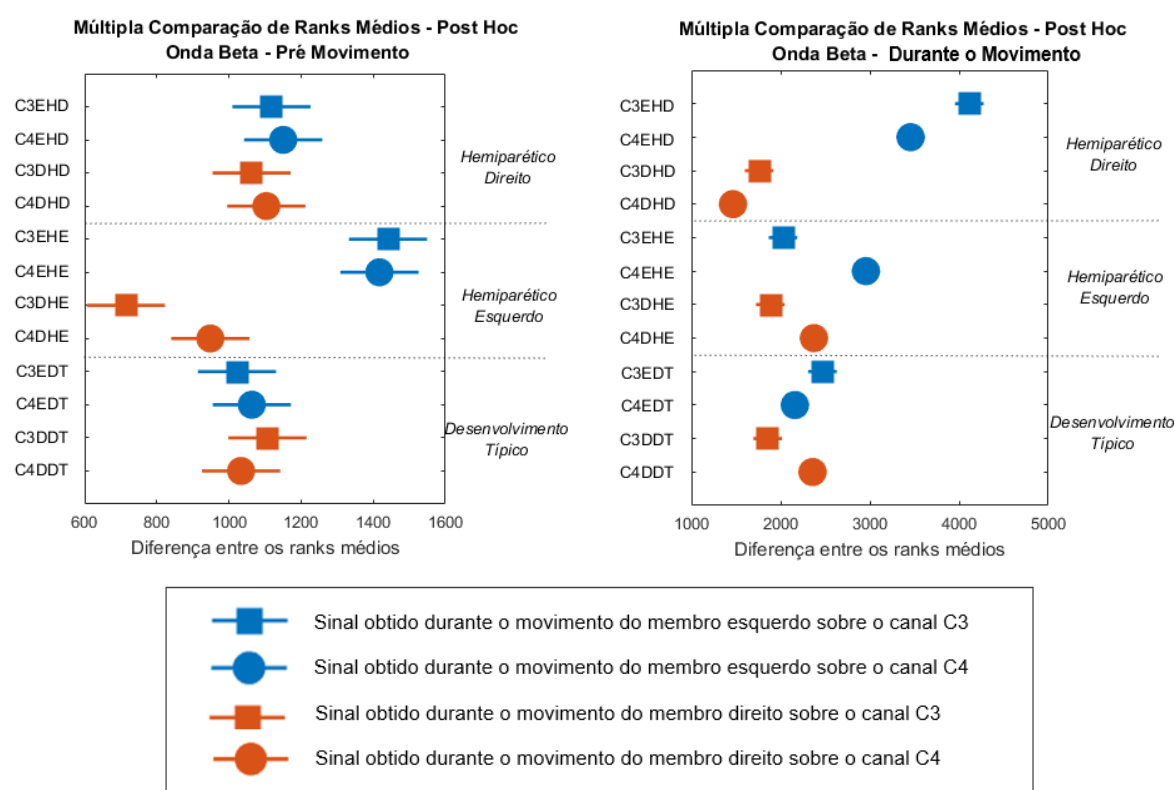 Múltipla Comparação de Ranks Médios - Post Hoc
Onda Beta - Pré Movimento
C3EHD
C4EHD
C3DHD
C4DHD
C3EHE
C4EHE
C3DHE
C4DHE
C3EDT
C4EDT
C3DDT
C4DDT
Hemiparético
Direito
Hemiparético
Esquerdo
Desenvolvimento
Típico
600 800 1000 1200 1400 1600
Diferença entre os ranks médios
Múltipla Comparação de Ranks Médios - Post Hoc
Onda Beta - Durante o Movimento
C3EHD
C4EHD
C3DHD
C4DHD
C3EHE
C4EHE
C3DHE
C4DHE
C3EDT
C4EDT
C3DDT
C4DDT
Hemiparético
Direito
Hemiparético
Esquerdo
Desenvolvimento
Típico
1000 2000 3000 4000 5000
Diferença entre os ranks médios
Sinal obtido durante o movimento do membro esquerdo sobre o canal C3
Sinal obtido durante o movimento do membro esquerdo sobre o canal C4
Sinal obtido durante o movimento do membro direito sobre o canal C3
Sinal obtido durante o movimento do membro direito sobre o canal C4